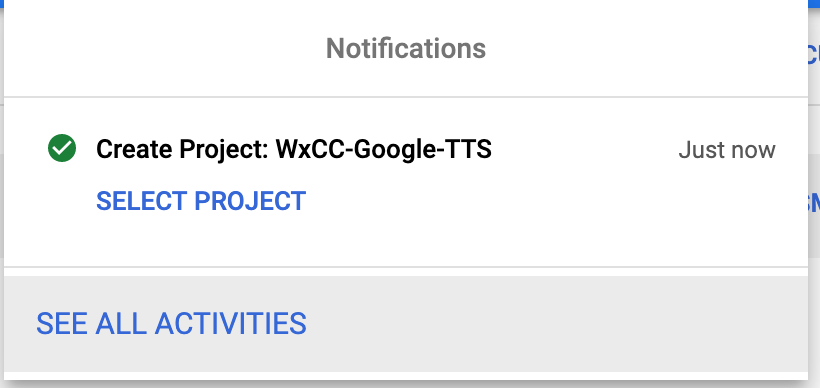 Notifications
Create Project: WxCC-Google-TTS
Just now
SELECT PROJECT
SEE ALL ACTIVITIES